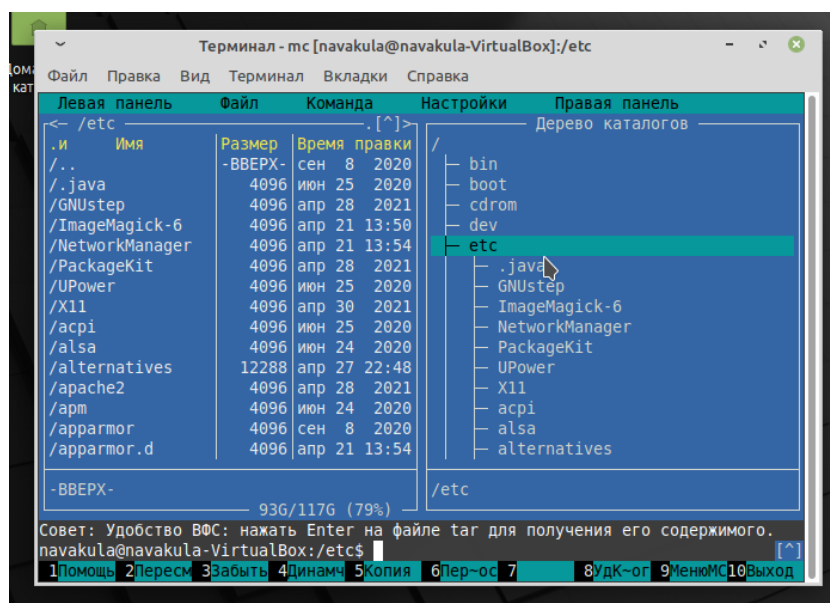 Терминал - mc [navakula@navakula-VirtualBox]:/etc
Файл Правка Вид Терминал Вкладки Справка
Левая панель Файл Команда Настройки Правая панель
<— /etc .[^]> Дерево каталогов
.и Имя Размер Время правки /
/.. -ВВЕРХ- сен 8 2020 bin
/.java 4096 июн 25 2020 boot
/GNUstep 4096 апр 28 2021 cdrom
/ImageMagick-6 4096 апр 21 13:50 dev
/NetworkManager 4096 апр 21 13:54 etc
/PackageKit 4096 апр 28 2021 .java
/UPower 4096 июн 25 2020 GNUstep
/X11 4096 апр 30 2021 ImageMagick-6
/acpi 4096 июн 25 2020 NetworkManager
/alsa 4096 июн 24 2020 PackageKit
/alternatives 12288 апр 27 22:48 UPower
/apache2 4096 апр 28 2021 X11
/apm 4096 июн 24 2020 acpi
/apparmor 4096 сен 8 2020 alsa
/apparmor.d 4096 апр 21 13:54 alternatives
-ВВЕРХ- /etc
93G/117G (79%)
Совет: Удобство ВФС: нажать Enter на файле tar для получения его содержимого.
navakula@navakula-VirtualBox:/etc$ [^]
1Помощь 2Пересм 3Забыть 4Динамч 5Копия 6Пер~ос 7 8УдК~ог 9МенюMC 10Выход